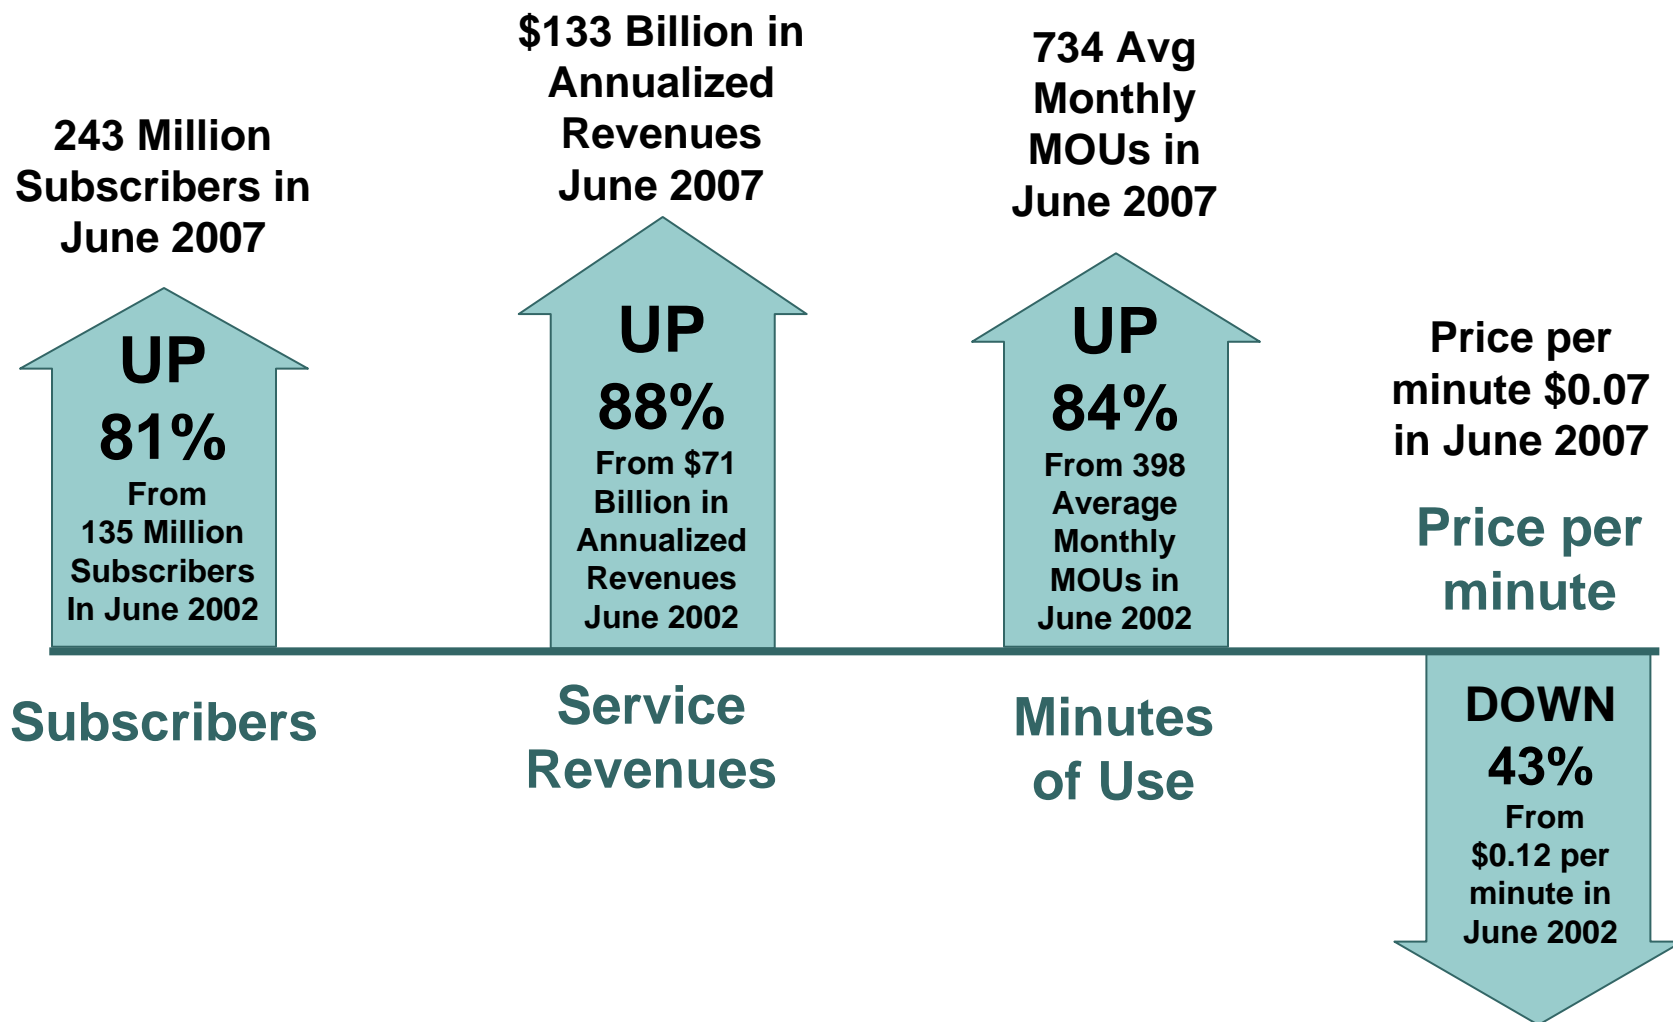 243 Million
Subscribers in
June 2007
UP
81%
From
135 Million
Subscribers
In June 2002
Subscribers
$133 Billion in
Annualized
Revenues
June 2007
UP
88%
From $71
Billion in
Annualized
Revenues
June 2002
Service
Revenues
734 Avg
Monthly
MOUs in
June 2007
UP
84%
From 398
Average
Monthly
MOUs in
June 2002
Minutes
of Use
Price per
minute $0.07
in June 2007
Price per
minute
DOWN
43%
From
$0.12 per
minute in
June 2002